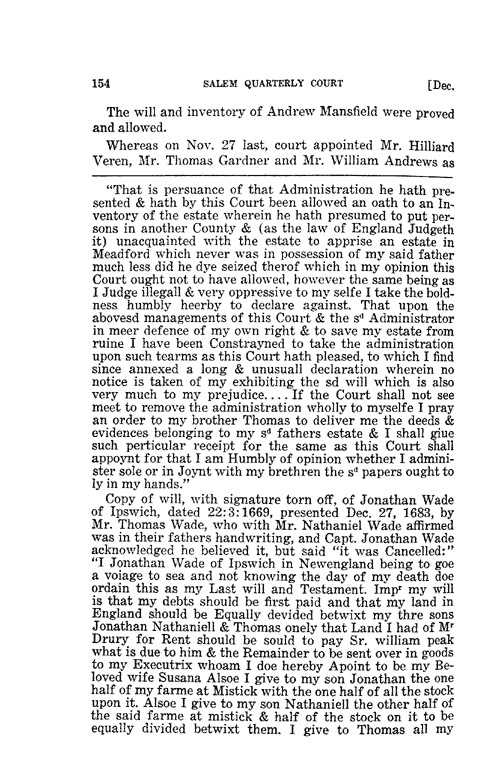 154 SALEM QUARTERLY COURT [Dec.
The will and inventory of Andrew Mansfield were proved
and allowed.
Whereas on Nov. 27 last, court appointed Mr. Hilliard
Veren, Mr. Thomas Gardner and Mr. William Andrews as
"That is persuance of that Administration he hath pre-
sented & hath by this Court been allowed an oath to an In-
ventory of the estate wherein he hath presumed to put per-
sons in another County & (as the law of England Judgeth
it) unacquainted with the estate to apprise an estate in
Meadford which never was in possession of my said father
much less did he dye seized therof which in my opinion this
Court ought not to have allowed, however the same being as
I Judge illegall & very oppressive to my selfe I take the bold-
ness humbly heerby to declare against. That upon the
abovesd managements of this Court & the sᵈ Administrator
in meer defence of my own right & to save my estate from
ruine I have been Constrayned to take the administration
upon such tearms as this Court hath pleased, to which I find
since annexed a long & unusuall declaration wherein no
notice is taken of my exhibiting the sd will which is also
very much to my prejudice.... If the Court shall not see
meet to remove the administration wholly to myselfe I pray
an order to my brother Thomas to deliver me the deeds &
evidences belonging to my sᵈ fathers estate & I shall giue
such perticular receipt for the same as this Court shall
appoynt for that I am Humbly of opinion whether I admini-
ster sole or in Joynt with my brethren the sᵈ papers ought to
ly in my hands."
Copy of will, with signature torn off, of Jonathan Wade
of Ipswich, dated 22:3:1669, presented Dec. 27, 1683, by
Mr. Thomas Wade, who with Mr. Nathaniel Wade affirmed
was in their fathers handwriting, and Capt. Jonathan Wade
acknowledged he believed it, but said "it was Cancelled:"
"I Jonathan Wade of Ipswich in Newengland being to goe
a voiage to sea and not knowing the day of my death doe
ordain this as my Last will and Testament. Impʳ my will
is that my debts should be first paid and that my land in
England should be Equally devided betwixt my thre sons
Jonathan Nathaniell & Thomas onely that Land I had of Mʳ
Drury for Rent should be sould to pay Sr. william peak
what is due to him & the Remainder to be sent over in goods
to my Executrix whoam I doe hereby Apoint to be my Be-
loved wife Susana Alsoe I give to my son Jonathan the one
half of my farme at Mistick with the one half of all the stock
upon it. Alsoe I give to my son Nathaniell the other half of
the said farme at mistick & half of the stock on it to be
equally divided betwixt them. I give to Thomas all my